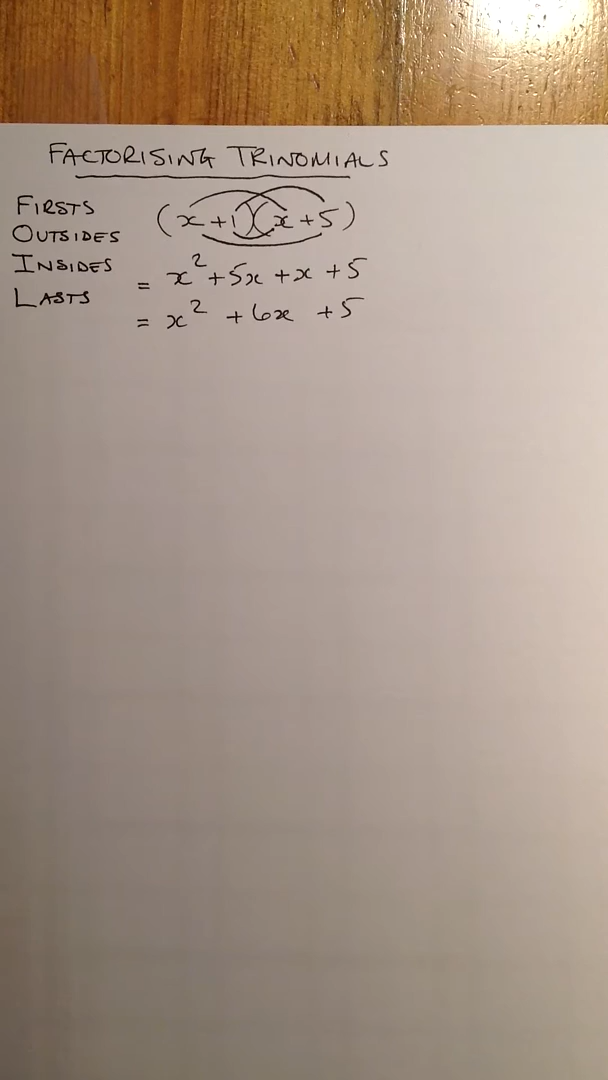 FACTORISING TRINOMIALS
FIRSTS
OUTSIDES
INSIDES
LASTS
(x+1)(x+5)
= x²+5x+x+5
= x² +6x +5